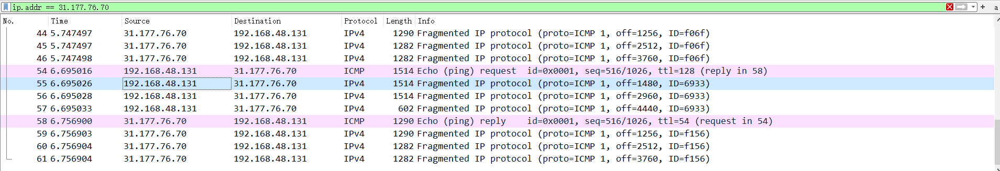 ip.addr == 31.177.76.70 + a
No. Time Source Destination Protocol Length Info
44 5.747497 31.177.76.70 192.168.48.131 IPv4 1290 Fragmented IP protocol (proto=ICMP 1, off=1256, ID=f06f)
45 5.747497 31.177.76.70 192.168.48.131 IPv4 1282 Fragmented IP protocol (proto=ICMP 1, off=2512, ID=f06f)
46 5.747498 31.177.76.70 192.168.48.131 IPv4 1282 Fragmented IP protocol (proto=ICMP 1, off=3760, ID=f06f)
54 6.695016 192.168.48.131 31.177.76.70 ICMP 1514 Echo (ping) request id=0x0001, seq=516/1026, ttl=128 (reply in 58)
55 6.695026 192.168.48.131 31.177.76.70 IPv4 1514 Fragmented IP protocol (proto=ICMP 1, off=1480, ID=6933)
56 6.695028 192.168.48.131 31.177.76.70 IPv4 1514 Fragmented IP protocol (proto=ICMP 1, off=2960, ID=6933)
57 6.695033 192.168.48.131 31.177.76.70 IPv4 602 Fragmented IP protocol (proto=ICMP 1, off=4440, ID=6933)
58 6.756900 31.177.76.70 192.168.48.131 ICMP 1290 Echo (ping) reply id=0x0001, seq=516/1026, ttl=54 (request in 54)
59 6.756903 31.177.76.70 192.168.48.131 IPv4 1290 Fragmented IP protocol (proto=ICMP 1, off=1256, ID=f156)
60 6.756904 31.177.76.70 192.168.48.131 IPv4 1282 Fragmented IP protocol (proto=ICMP 1, off=2512, ID=f156)
61 6.756904 31.177.76.70 192.168.48.131 IPv4 1282 Fragmented IP protocol (proto=ICMP 1, off=3760, ID=f156)